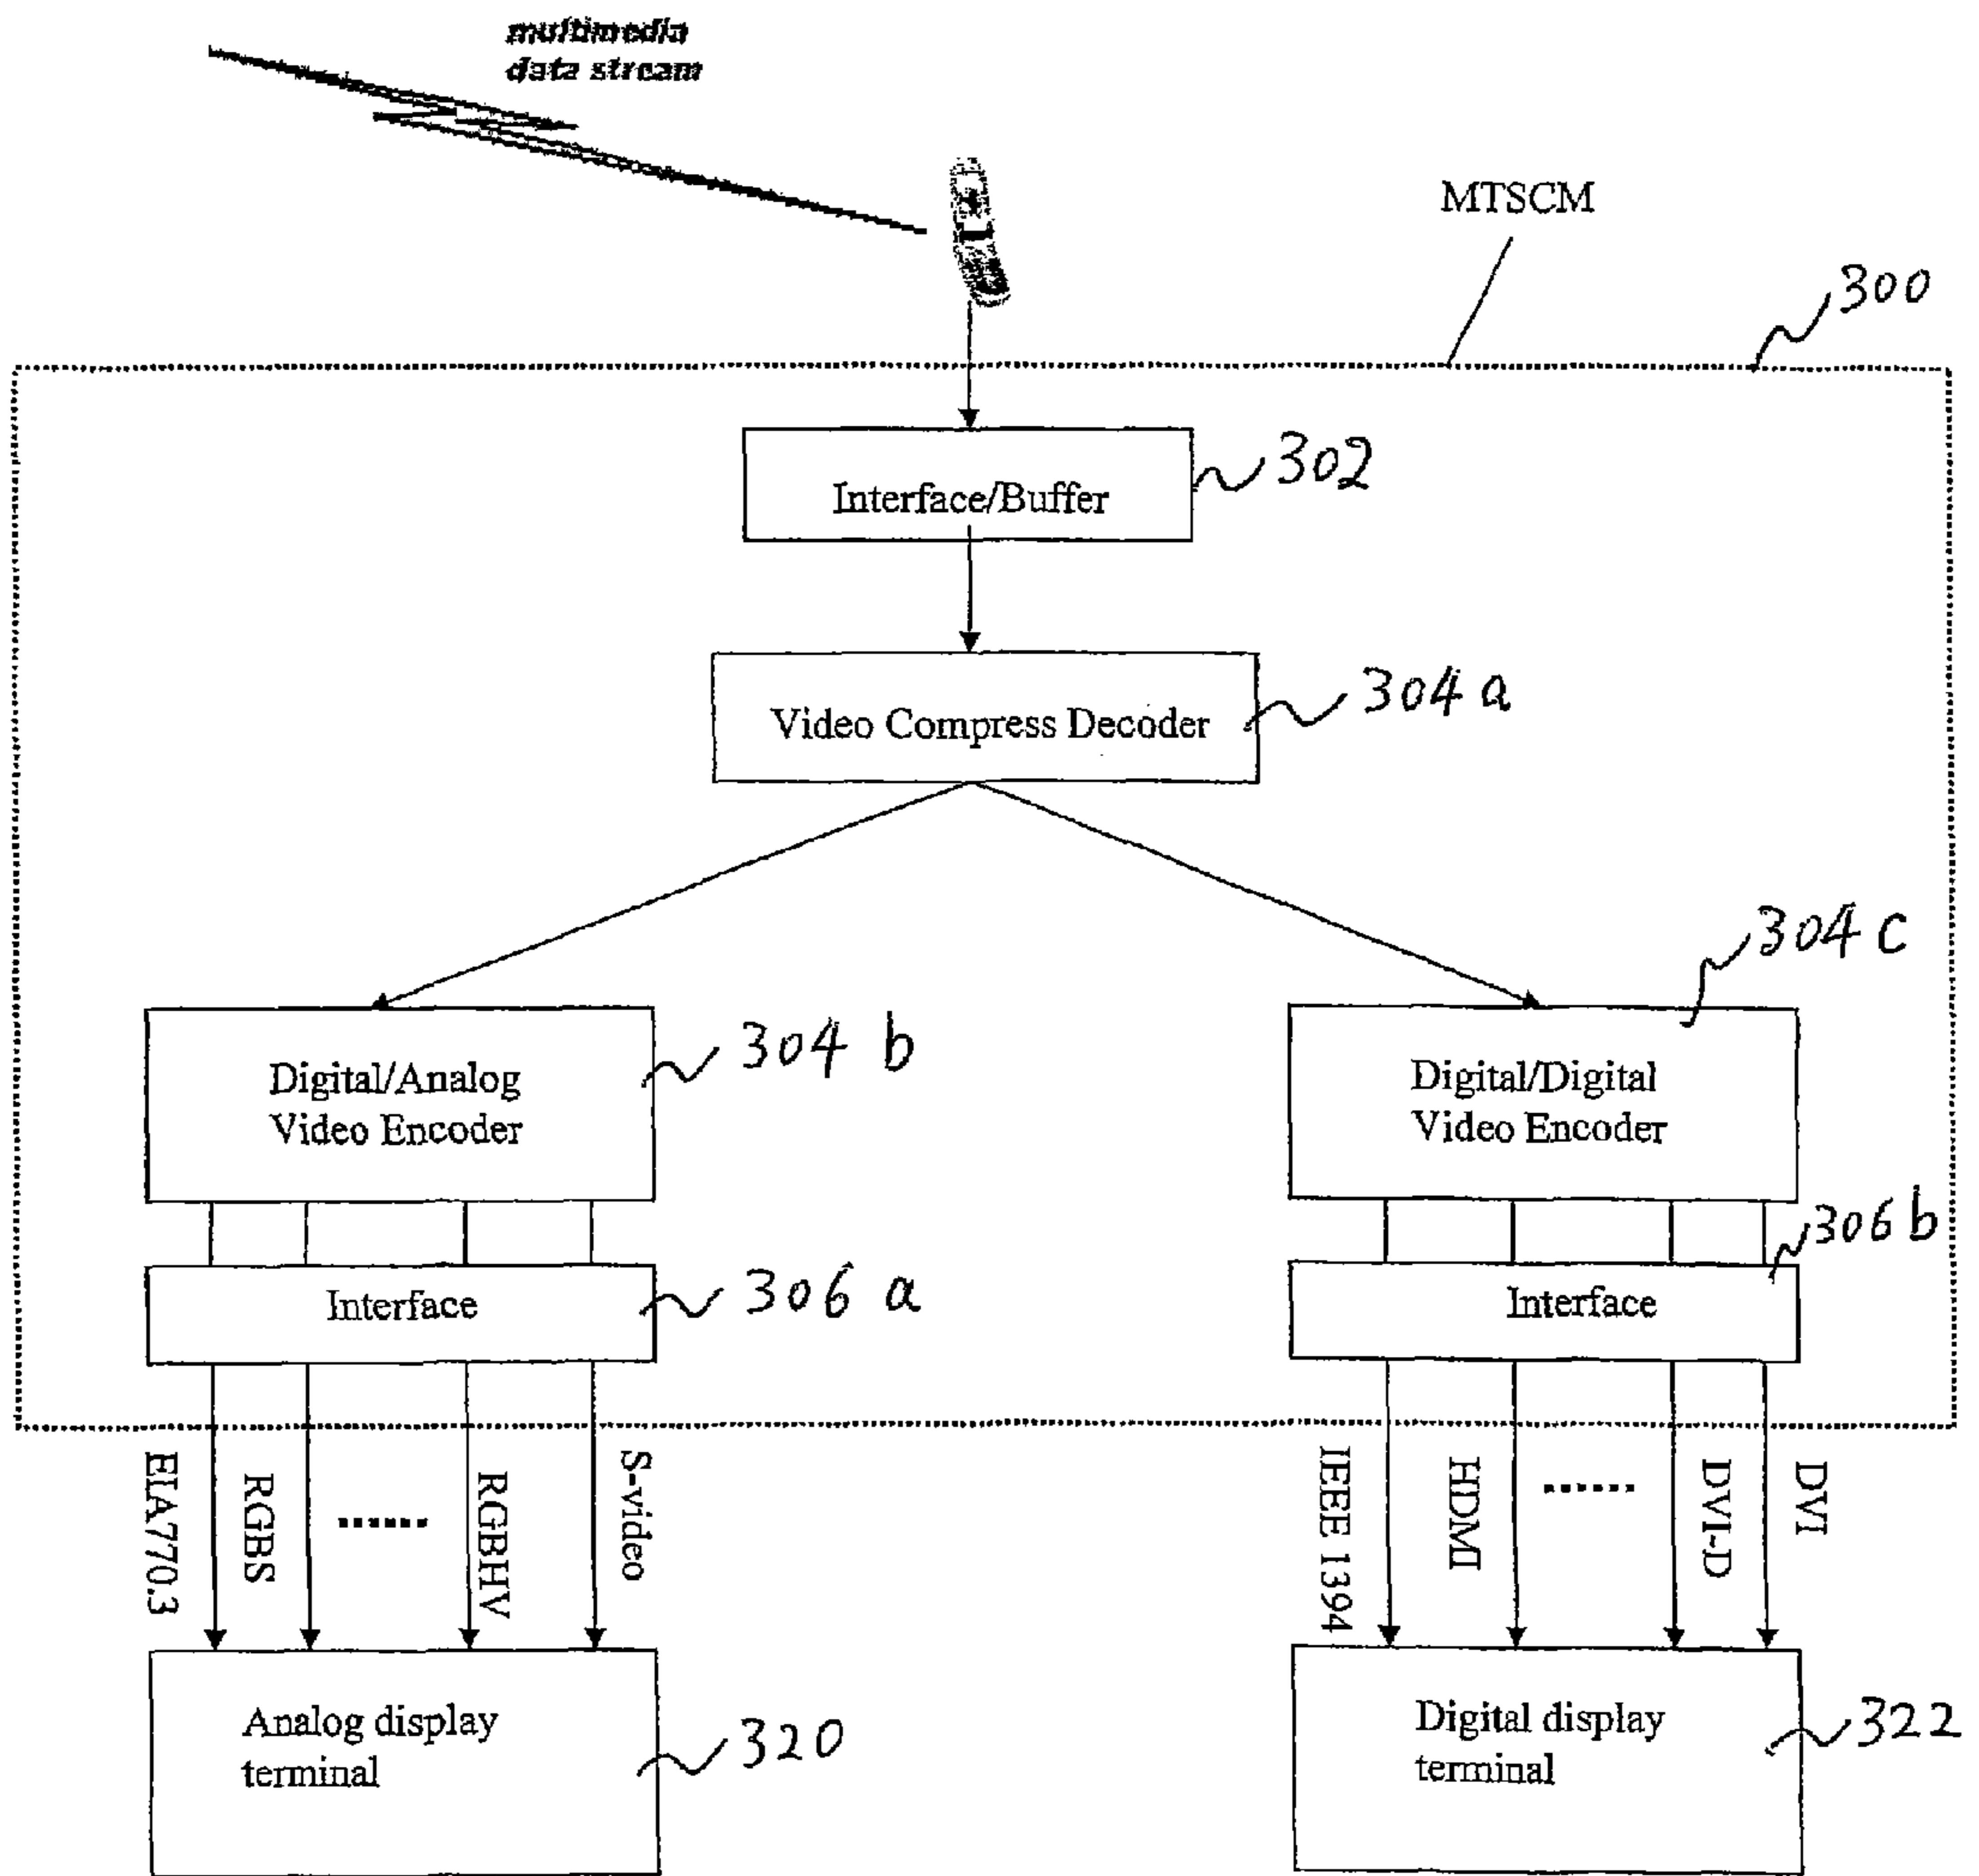 multimedia
data stream
MTSCM
300
Interface/Buffer
302
Video Compress Decoder
304a
304c
Digital/Analog
Video Encoder
304 b
Digital/Digital
Video Encoder
306 b
Interface
306 a
Interface
EIA770.3
RGBS
......
RGBHV
S-video
IEEE 1394
HDMI
......
DVI-D
DVI
Analog display
terminal
320
Digital display
terminal
322